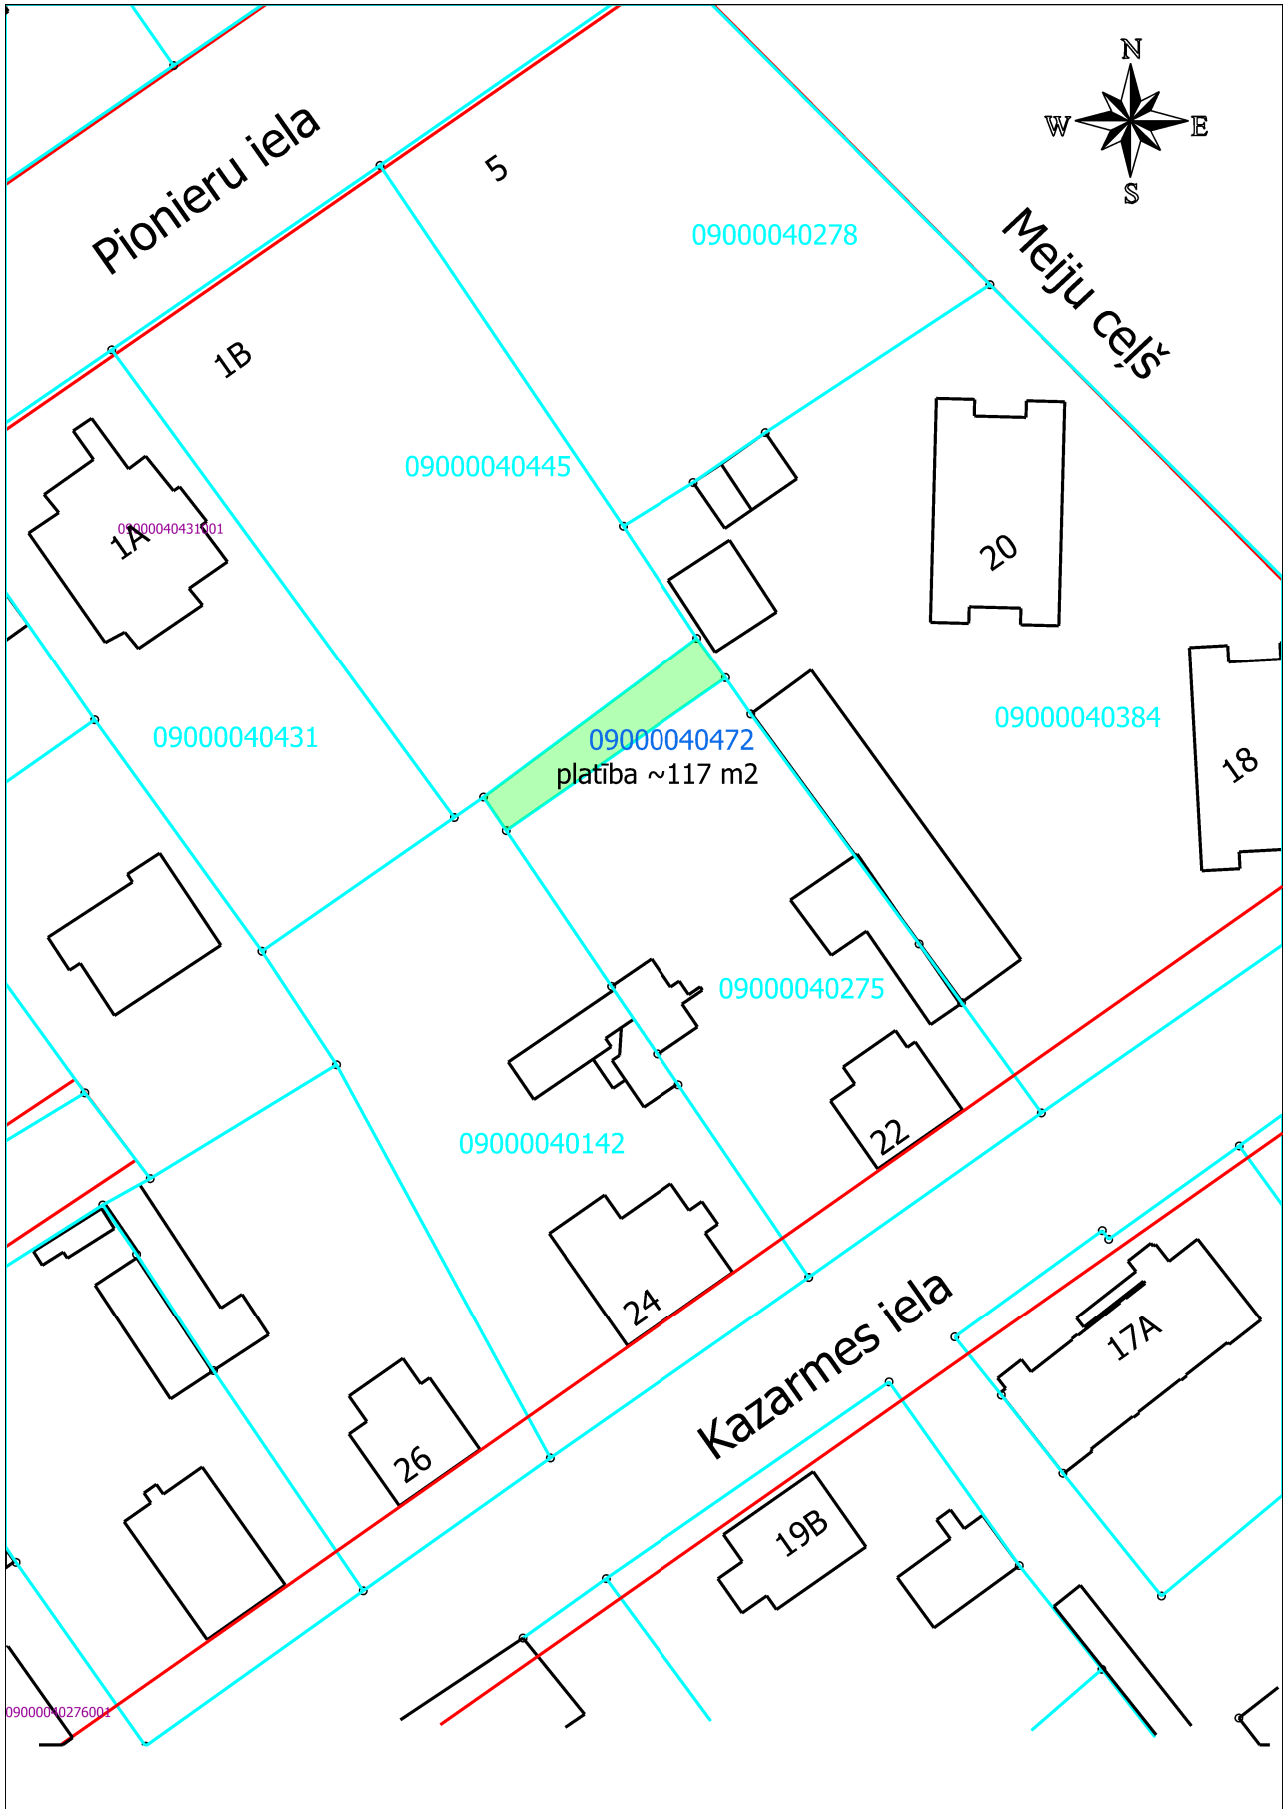 N
W E
S
Pionieru iela
5
09000040278
Meiju ceļš
1B
09000040445
09000040431001
1A
20
09000040431
09000040472
platība ~117 m2
09000040384
18
09000040275
22
09000040142
24
Kazarmes iela
17A
26
19B
09000040276001